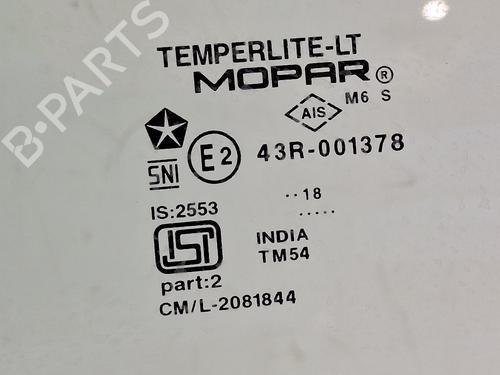 B-PARTS
TEMPERLITE-LT
MOPAR®
AIS M6 S
SNI E2 43R-001378
IS:2553 ..18
.....
ISI INDIA
TM54
part:2
CM/L-2081844